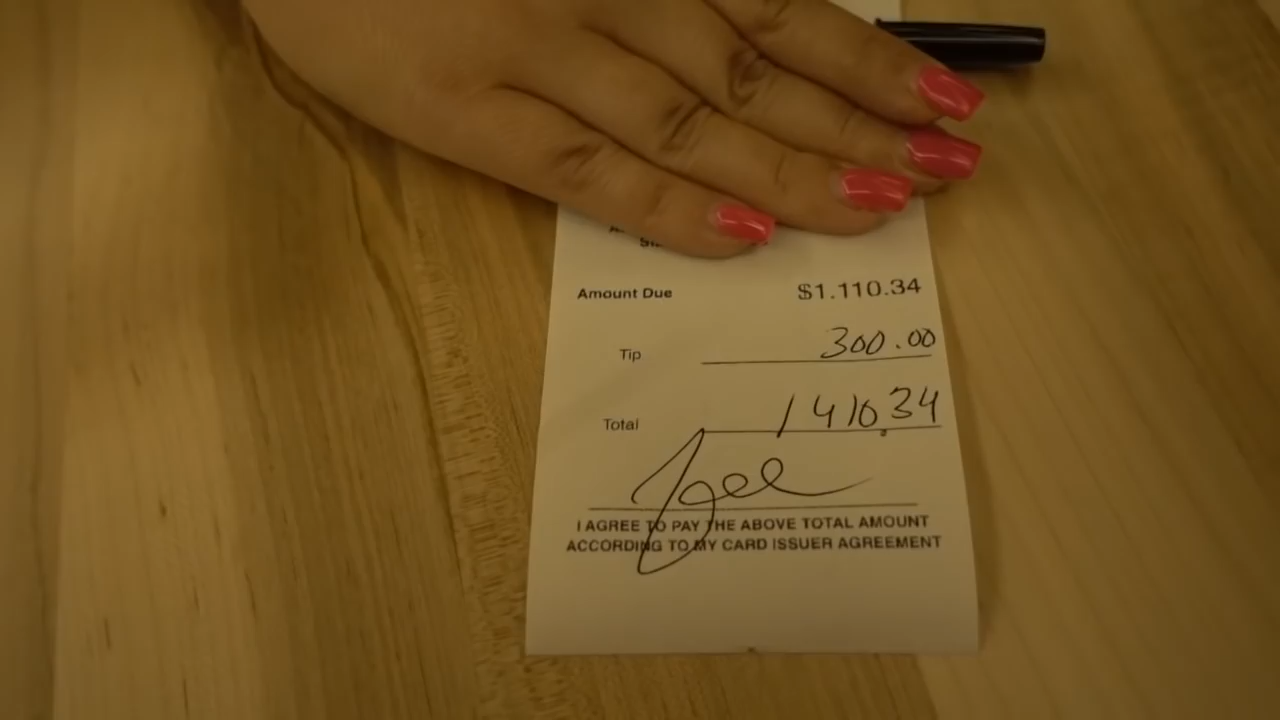 Amount Due $1.110.34
Tip 300.00
Total 1410.34
I AGREE TO PAY THE ABOVE TOTAL AMOUNT
ACCORDING TO MY CARD ISSUER AGREEMENT